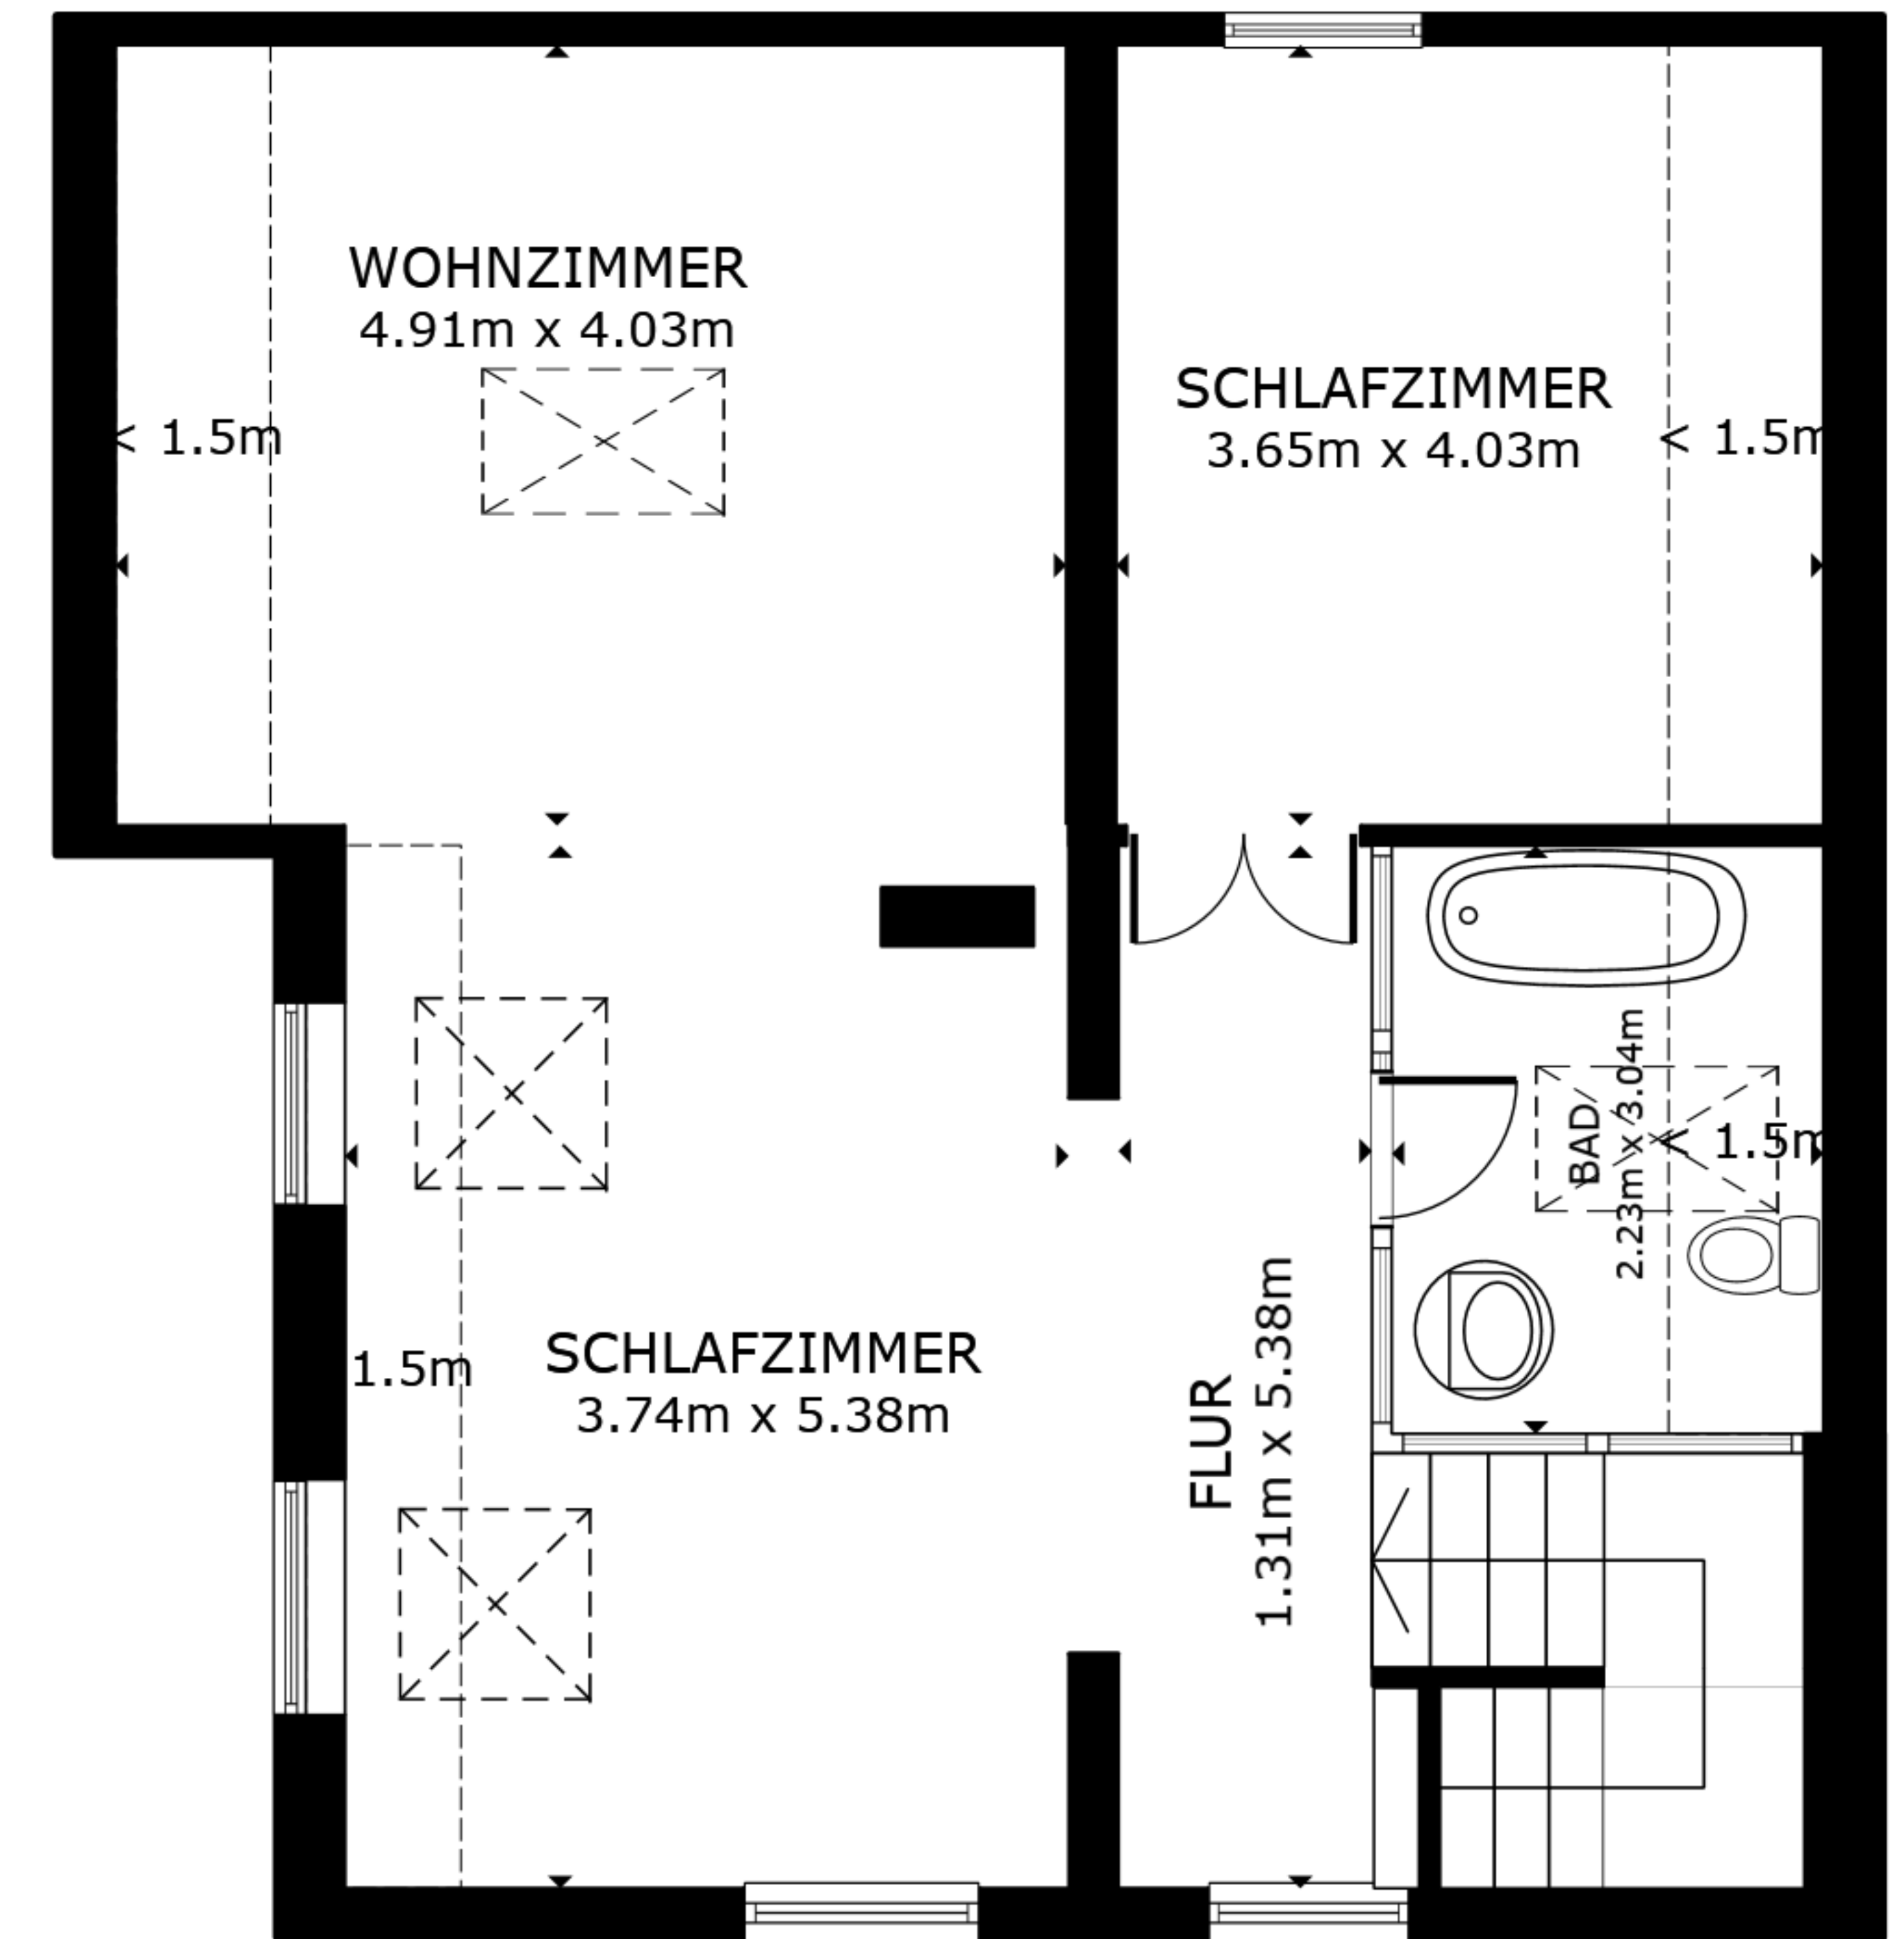 WOHNZIMMER
4.91m x 4.03m
SCHLAFZIMMER
3.65m x 4.03m
< 1.5m
< 1.5m
BAD
2.23m x 3.04m
< 1.5m
SCHLAFZIMMER
3.74m x 5.38m
1.5m
FLUR
1.31m x 5.38m